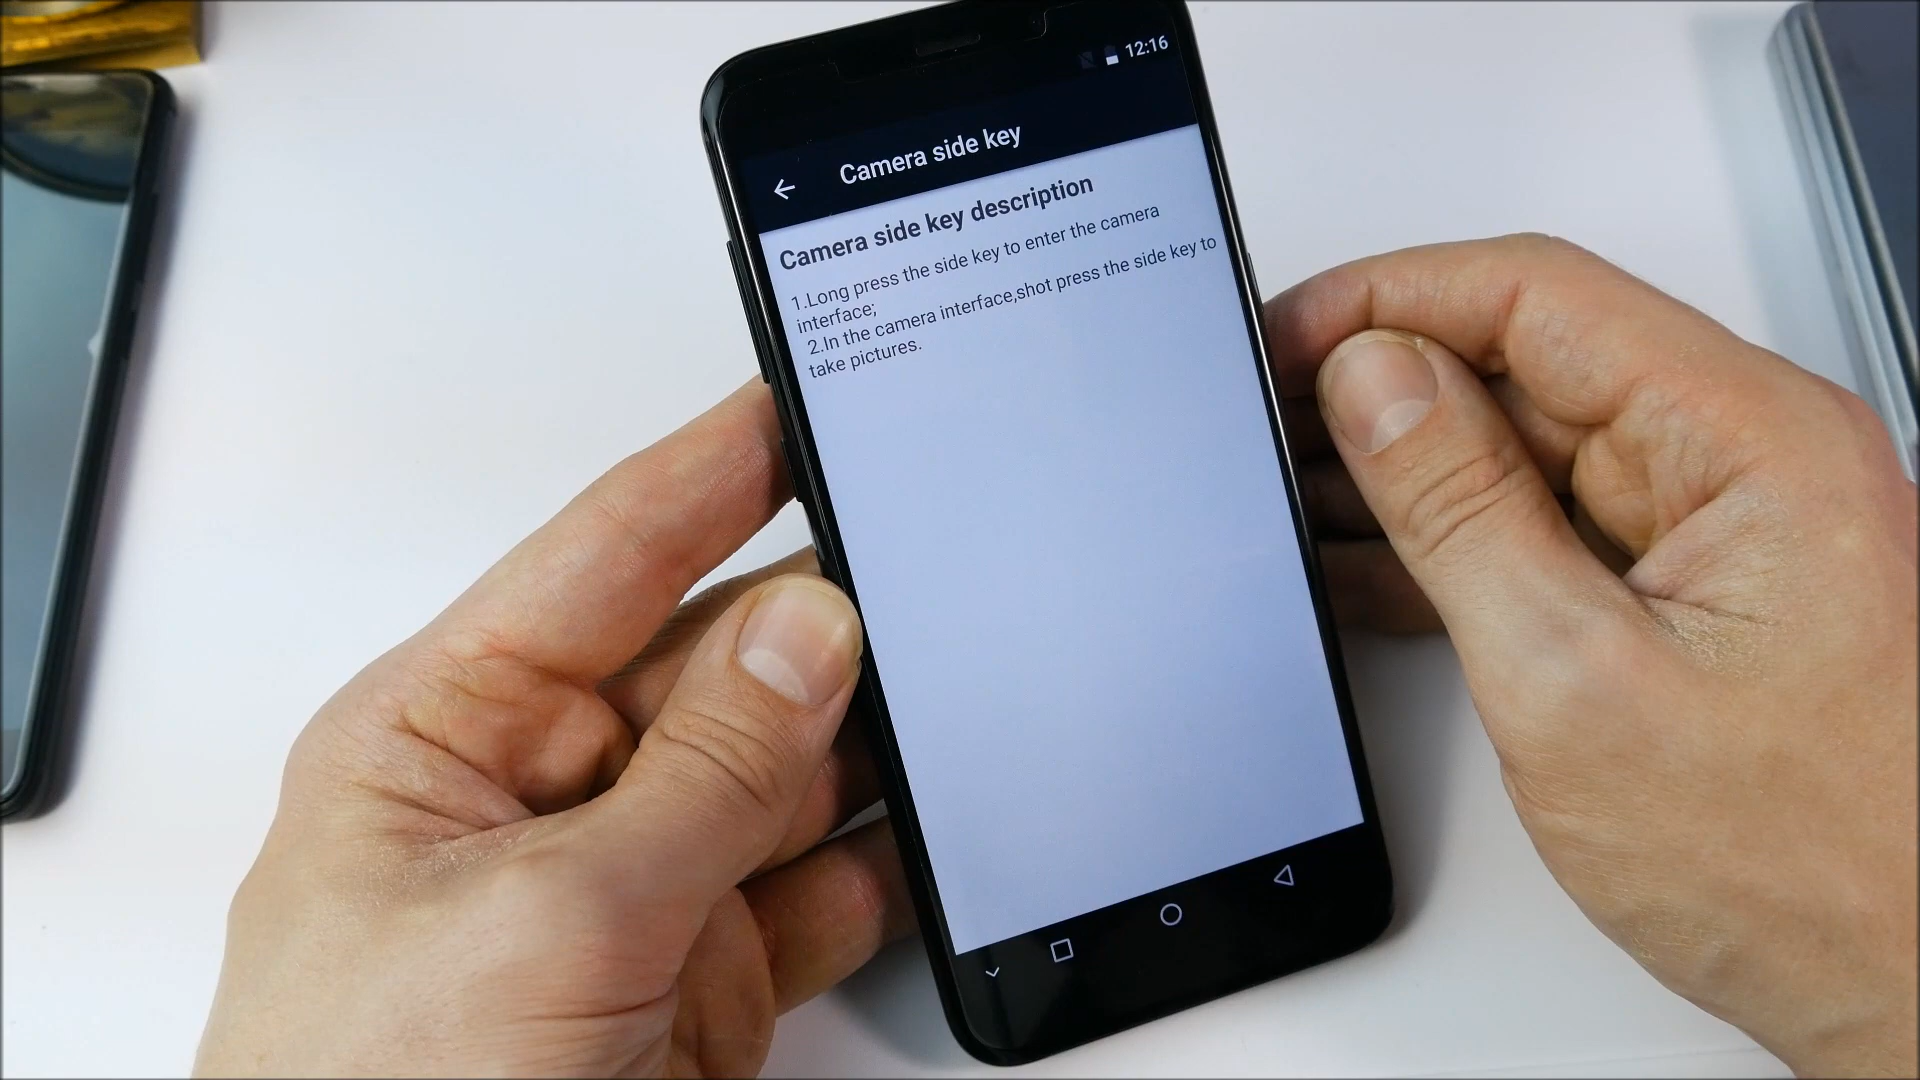 12:16
Camera side key
Camera side key description
1.Long press the side key to enter the camera
interface;
2.In the camera interface,shot press the side key to
take pictures.